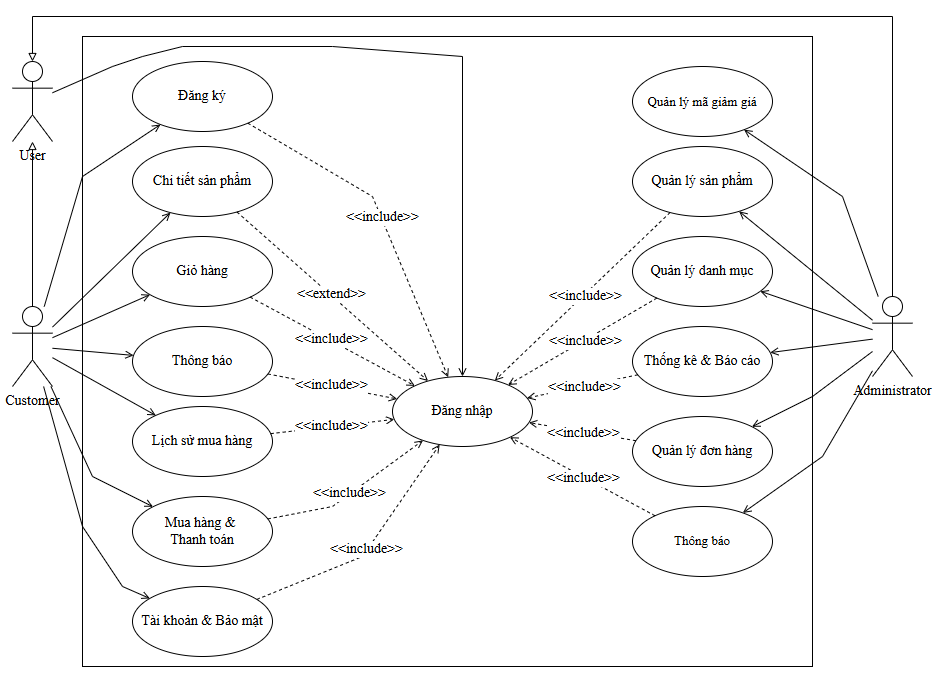 Đăng ký
Quản lý mã giảm giá
User
Chi tiết sản phẩm
Quản lý sản phẩm
<<include>>
Giỏ hàng
Quản lý danh mục
<<extend>>
<<include>>
<<include>>
<<include>>
Thông báo
Thống kê & Báo cáo
<<include>>
<<include>>
Customer
Administrator
Đăng nhập
<<include>>
<<include>>
Lịch sử mua hàng
Quản lý đơn hàng
<<include>>
<<include>>
Mua hàng &
Thanh toán
Thông báo
<<include>>
Tài khoản & Bảo mật